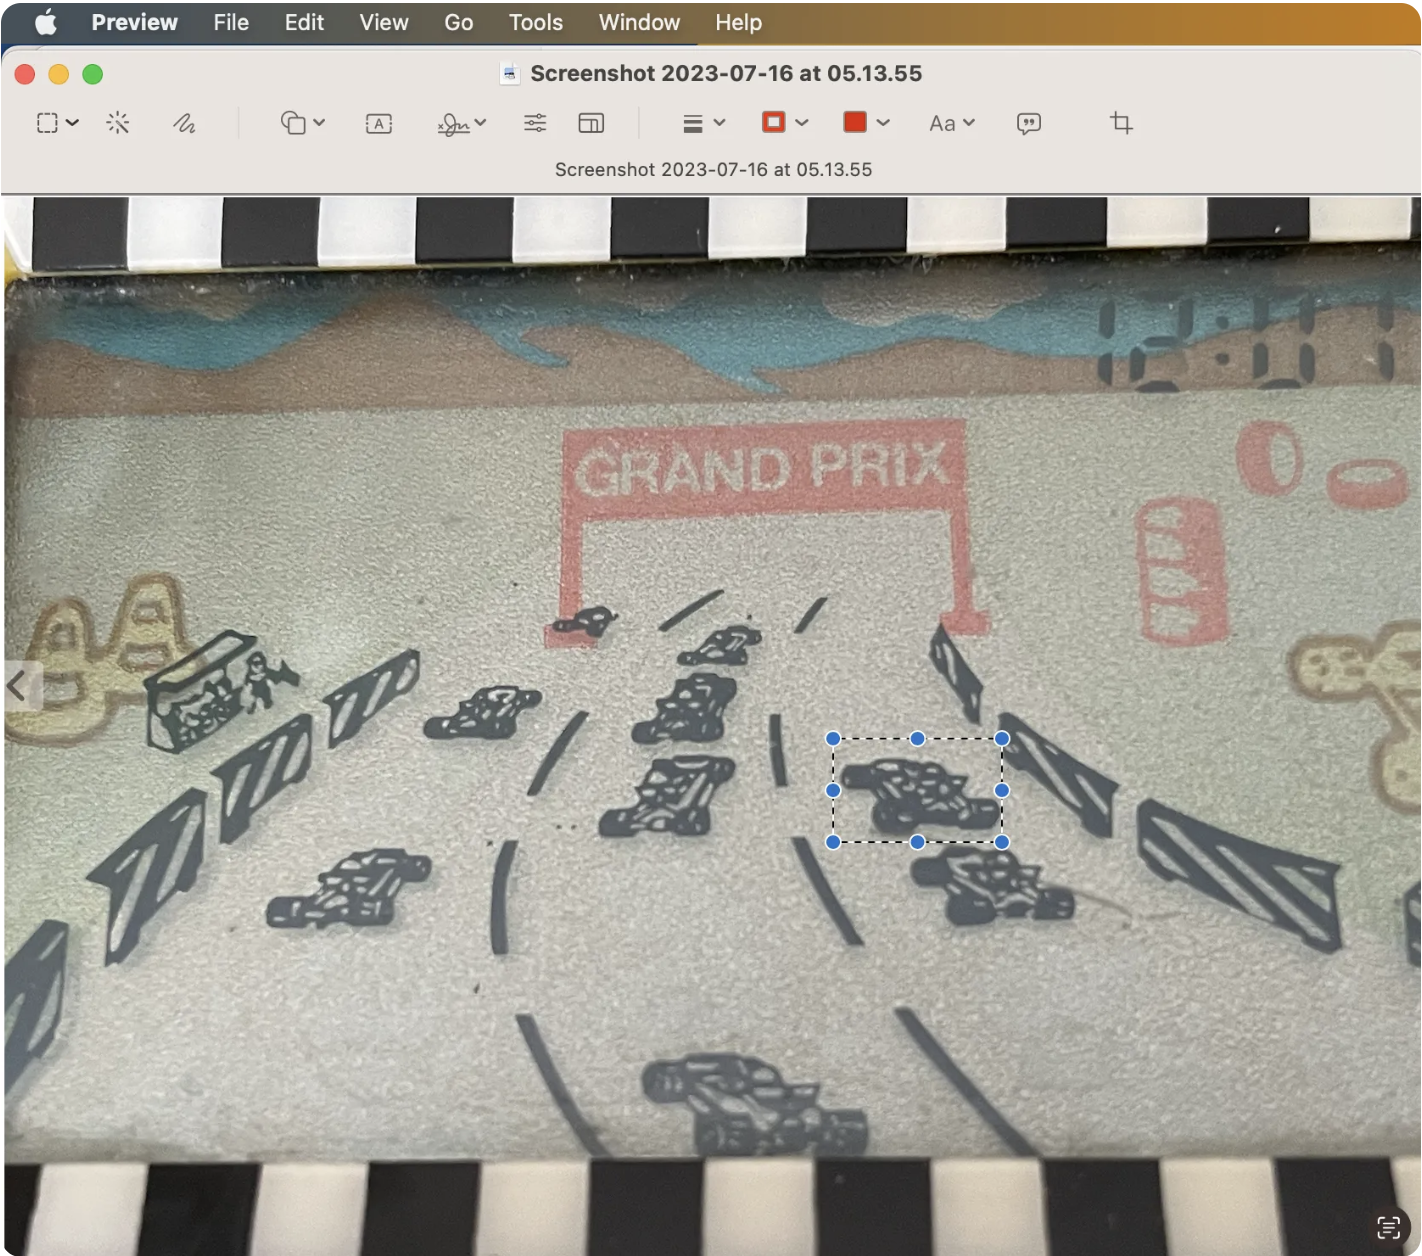 Preview File Edit View Go Tools Window Help
Screenshot 2023-07-16 at 05.13.55
A Aa
Screenshot 2023-07-16 at 05.13.55
GRAND PRIX